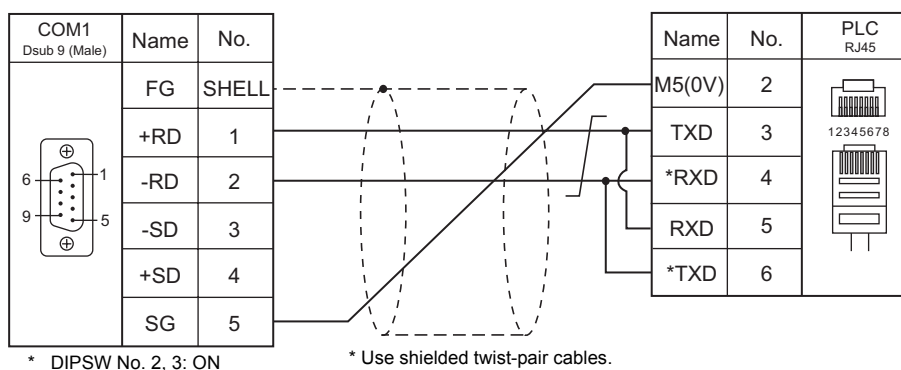 COM1
Dsub 9 (Male)
Name No.
FG SHELL
+RD 1
-RD 2
-SD 3
+SD 4
SG 5
6
1
9
5
Name No.
PLC
RJ45
M5(0V) 2
TXD 3
*RXD 4
RXD 5
*TXD 6
12345678
* DIPSW No. 2, 3: ON
* Use shielded twist-pair cables.